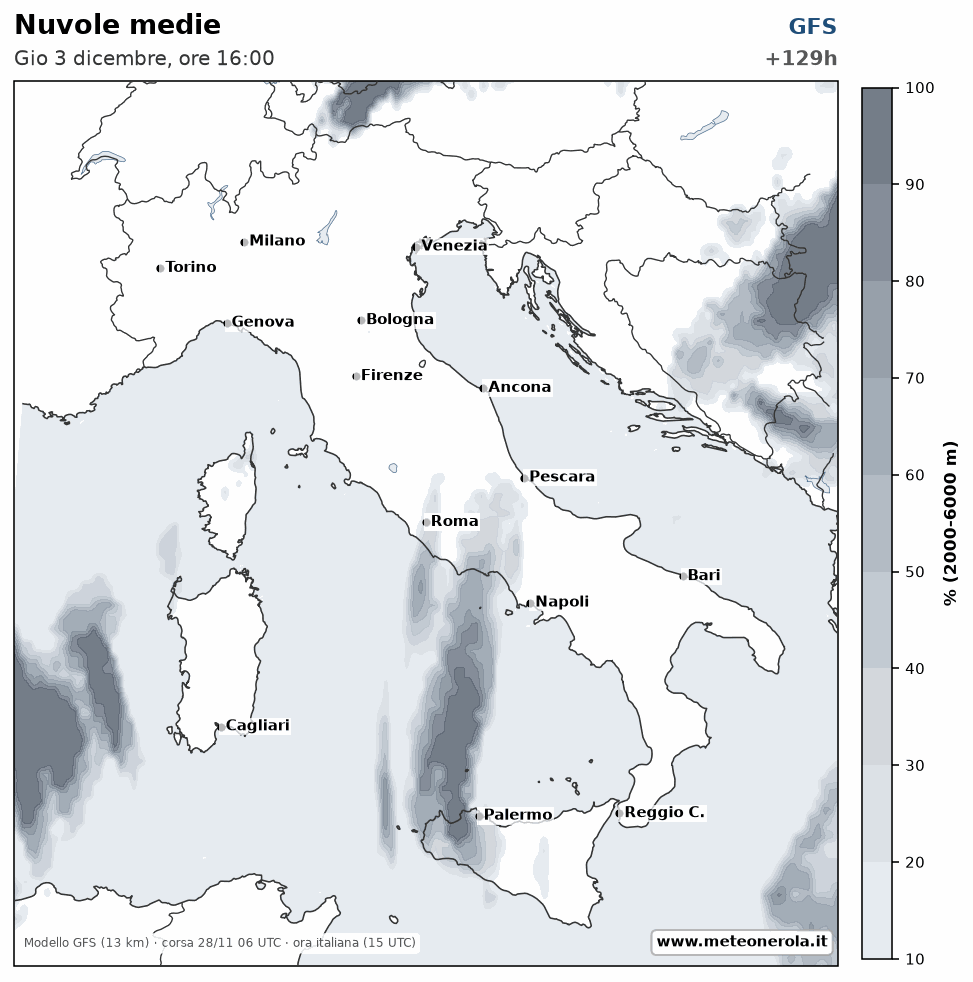 Nuvole medie
GFS
Gio 3 dicembre, ore 16:00
+129h
100
90
80
70
60
50
40
30
20
10
% (2000-6000 m)
Milano
Venezia
Torino
Genova
Bologna
Firenze
Ancona
Pescara
Roma
Bari
Napoli
Cagliari
Palermo
Reggio C.
Modello GFS (13 km) · corsa 28/11 06 UTC · ora italiana (15 UTC)
www.meteonerola.it